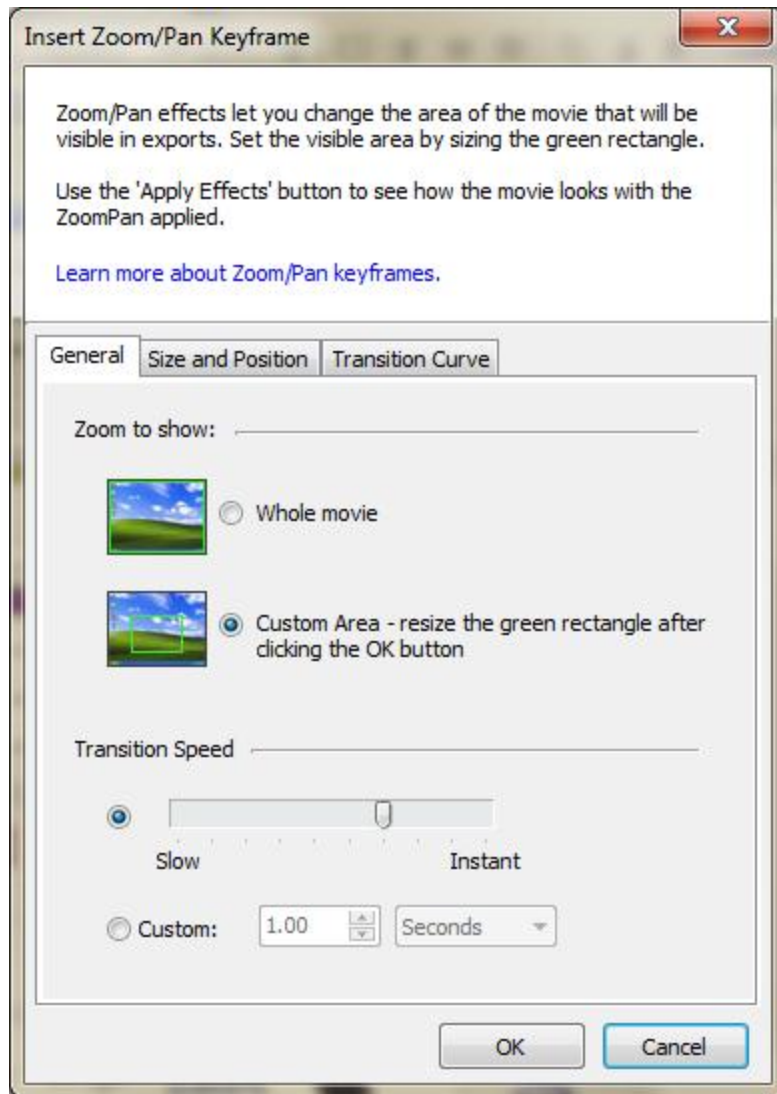 Insert Zoom/Pan Keyframe
Zoom/Pan effects let you change the area of the movie that will be
visible in exports. Set the visible area by sizing the green rectangle.
Use the 'Apply Effects' button to see how the movie looks with the
ZoomPan applied.
Learn more about Zoom/Pan keyframes.
General Size and Position Transition Curve
Zoom to show:
Whole movie
Custom Area - resize the green rectangle after
clicking the OK button
Transition Speed
Slow Instant
Custom: 1.00 Seconds
OK Cancel